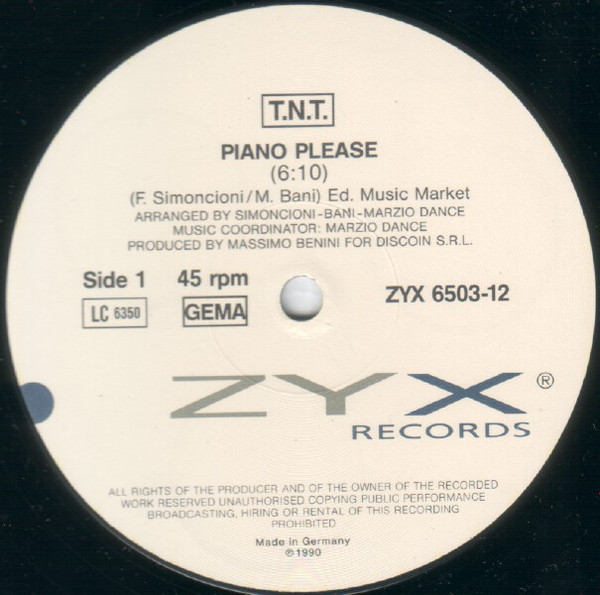 T.N.T.
PIANO PLEASE
(6:10)
(F. Simoncioni/M. Bani) Ed. Music Market
ARRANGED BY SIMONCIONI-BANI-MARZIO DANCE
MUSIC COORDINATOR: MARZIO DANCE
PRODUCED BY MASSIMO BENINI FOR DISCOIN S.R.L.
Side 1 45 rpm
LC 6350 GEMA ZYX 6503-12
ZYX ®
RECORDS
ALL RIGHTS OF THE PRODUCER AND OF THE OWNER OF THE RECORDED
WORK RESERVED UNAUTHORISED COPYING PUBLIC PERFORMANCE
BROADCASTING, HIRING OR RENTAL OF THIS RECORDING
PROHIBITED
Made in Germany
℗1990